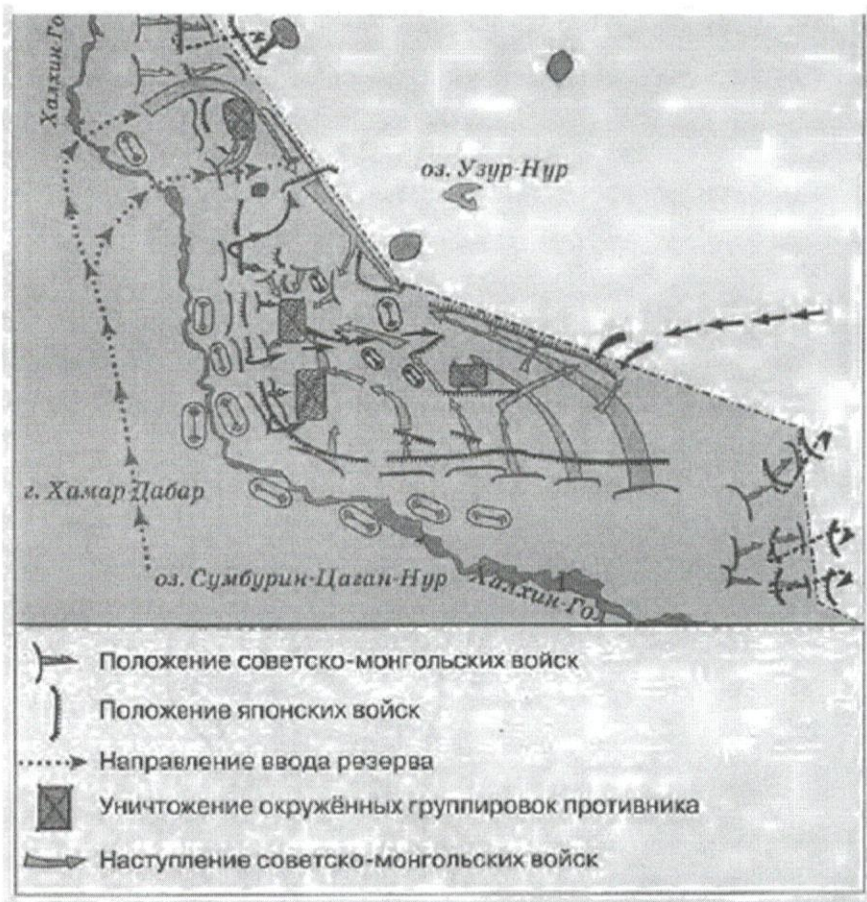 Халхин-Го
оз. Узур-Нур
г. Хамар-Дабар
оз. Сумбурин-Цаган-Нур
Халхин-Гол
Положение советско-монгольских войск
Положение японских войск
Направление ввода резерва
Уничтожение окружённых группировок противника
Наступление советско-монгольских войск